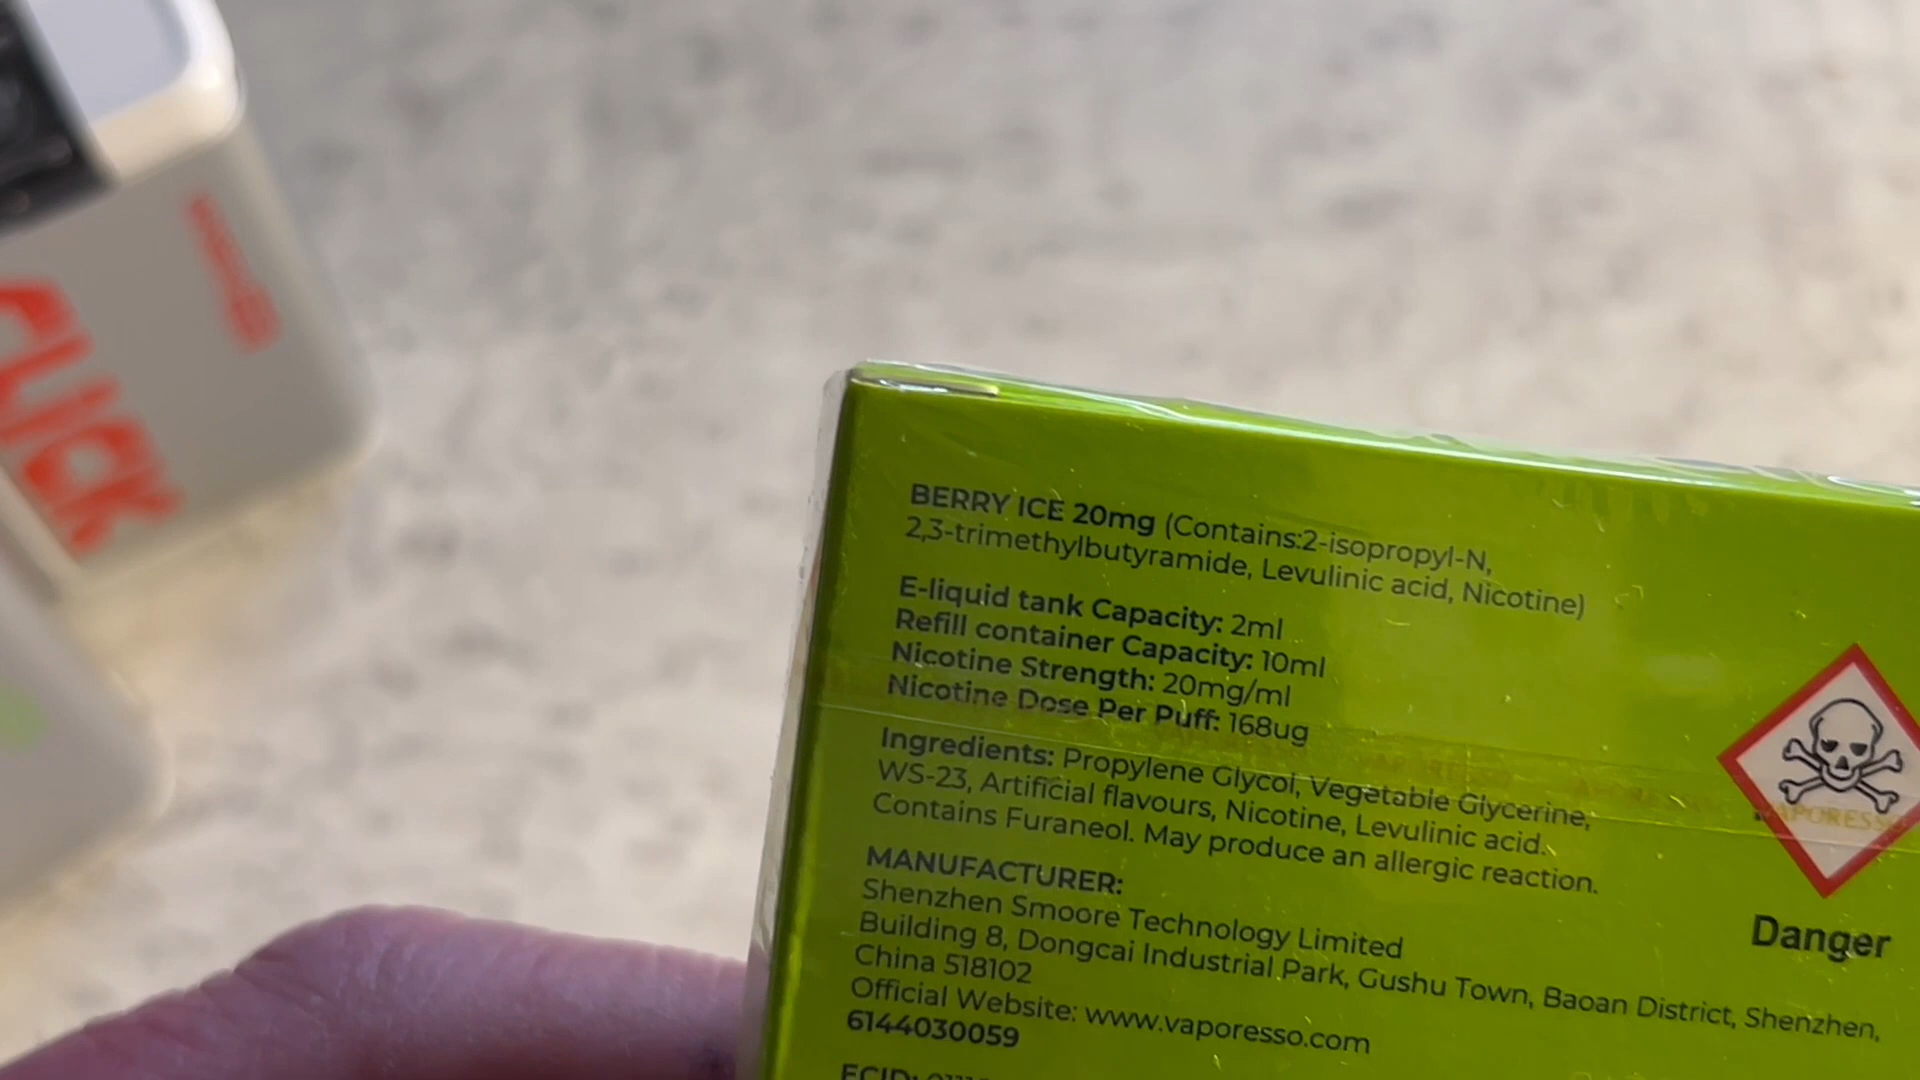 CLICK
BERRY ICE 20mg (Contains:2-isopropyl-N,
2,3-trimethylbutyramide, Levulinic acid, Nicotine)
E-liquid tank Capacity: 2ml
Refill container Capacity: 10ml
Nicotine Strength: 20mg/ml
Nicotine Dose Per Puff: 168ug
Ingredients: Propylene Glycol, Vegetable Glycerine,
WS-23, Artificial flavours, Nicotine, Levulinic acid.
Contains Furaneol. May produce an allergic reaction.
VAPORESSO
Danger
MANUFACTURER:
Shenzhen Smoore Technology Limited
Building 8, Dongcai Industrial Park, Gushu Town, Baoan District, Shenzhen,
China 518102
Official Website: www.vaporesso.com
6144030059
ECID: